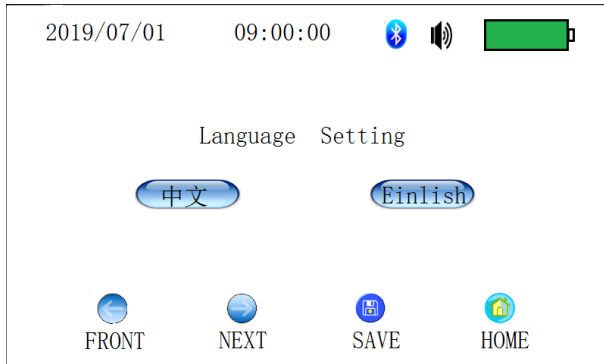 2019/07/01 09:00:00
Language Setting
中文 Einlish
FRONT NEXT SAVE HOME